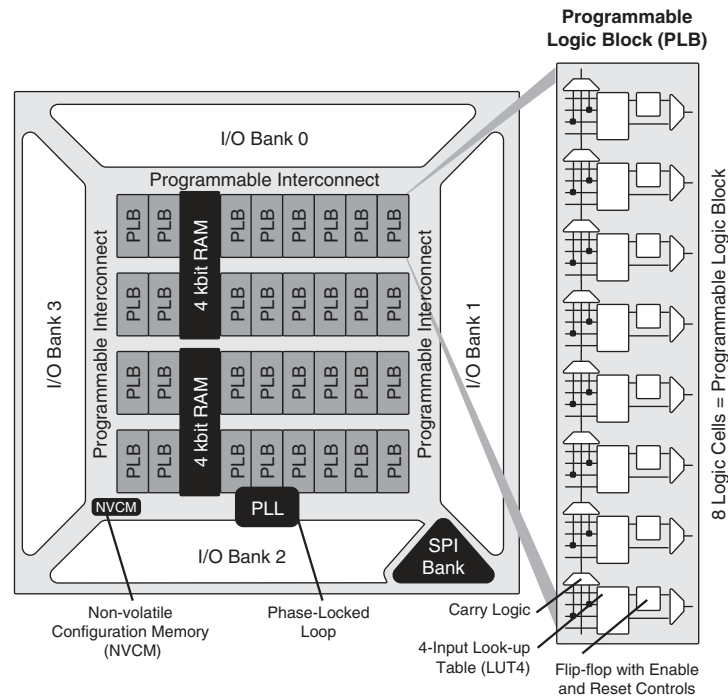 Programmable
Logic Block (PLB)
I/O Bank 0
Programmable Interconnect
PLB PLB 4 kbit RAM PLB PLB PLB PLB PLB PLB
PLB PLB PLB PLB PLB PLB PLB PLB
PLB PLB 4 kbit RAM PLB PLB PLB PLB PLB PLB
PLB PLB PLB PLB PLB PLB PLB PLB
I/O Bank 3
Programmable Interconnect
Programmable Interconnect
I/O Bank 1
8 Logic Cells = Programmable Logic Block
NVCM
PLL
I/O Bank 2
SPI
Bank
Non-volatile
Configuration Memory
(NVCM)
Phase-Locked
Loop
Carry Logic
4-Input Look-up
Table (LUT4)
Flip-flop with Enable
and Reset Controls